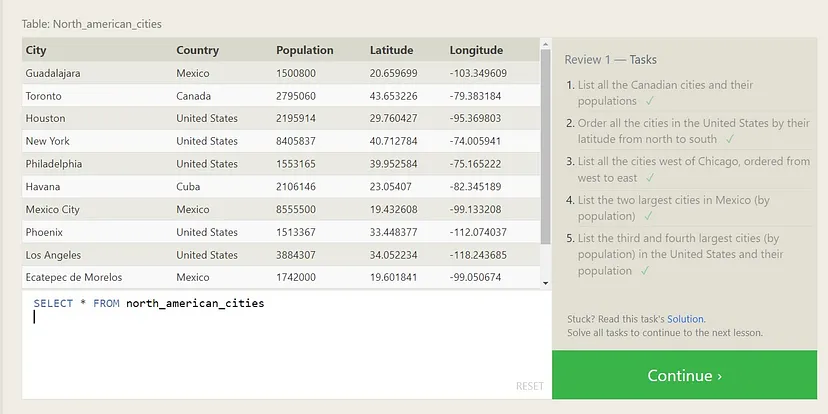 Table: North_american_cities
City Country Population Latitude Longitude
Guadalajara Mexico 1500800 20.659699 -103.349609
Toronto Canada 2795060 43.653226 -79.383184
Houston United States 2195914 29.760427 -95.369803
New York United States 8405837 40.712784 -74.005941
Philadelphia United States 1553165 39.952584 -75.165222
Havana Cuba 2106146 23.05407 -82.345189
Mexico City Mexico 8555500 19.432608 -99.133208
Phoenix United States 1513367 33.448377 -112.074037
Los Angeles United States 3884307 34.052234 -118.243685
Ecatepec de Morelos Mexico 1742000 19.601841 -99.050674
SELECT * FROM north_american_cities
RESET
Review 1 — Tasks
1. List all the Canadian cities and their
populations ✓
2. Order all the cities in the United States by their
latitude from north to south ✓
3. List all the cities west of Chicago, ordered from
west to east ✓
4. List the two largest cities in Mexico (by
population) ✓
5. List the third and fourth largest cities (by
population) in the United States and their
population ✓
Stuck? Read this task's Solution.
Solve all tasks to continue to the next lesson.
Continue ›